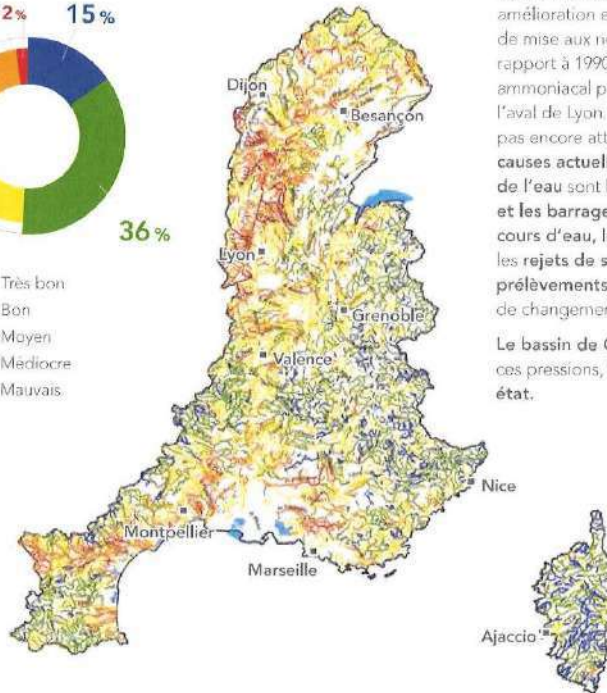 2%
15%
36%
Très bon
Bon
Moyen
Médiocre
Mauvais
Dijon
Besançon
Lyon
Grenoble
Valence
Montpellier
Marseille
Nice
Ajaccio
amélioration e
de mise aux no
rapport à 1990
ammoniacal p
l'aval de Lyon.
pas encore att
causes actuel
de l'eau sont l
et les barrage
cours d'eau, l
les rejets de s
prélèvements
de changemen
Le bassin de C
ces pressions,
état.